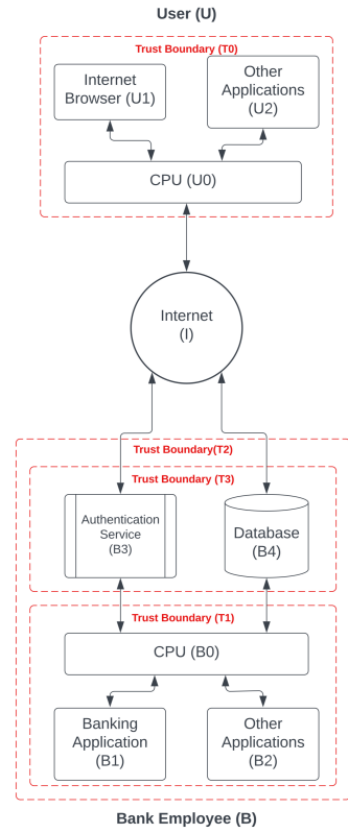 User (U)
Trust Boundary (T0)
Internet
Browser (U1)
Other
Applications
(U2)
CPU (U0)
Internet
(I)
Trust Boundary(T2)
Trust Boundary (T3)
Authentication
Service
(B3)
Database
(B4)
Trust Boundary (T1)
CPU (B0)
Banking
Application
(B1)
Other
Applications
(B2)
Bank Employee (B)